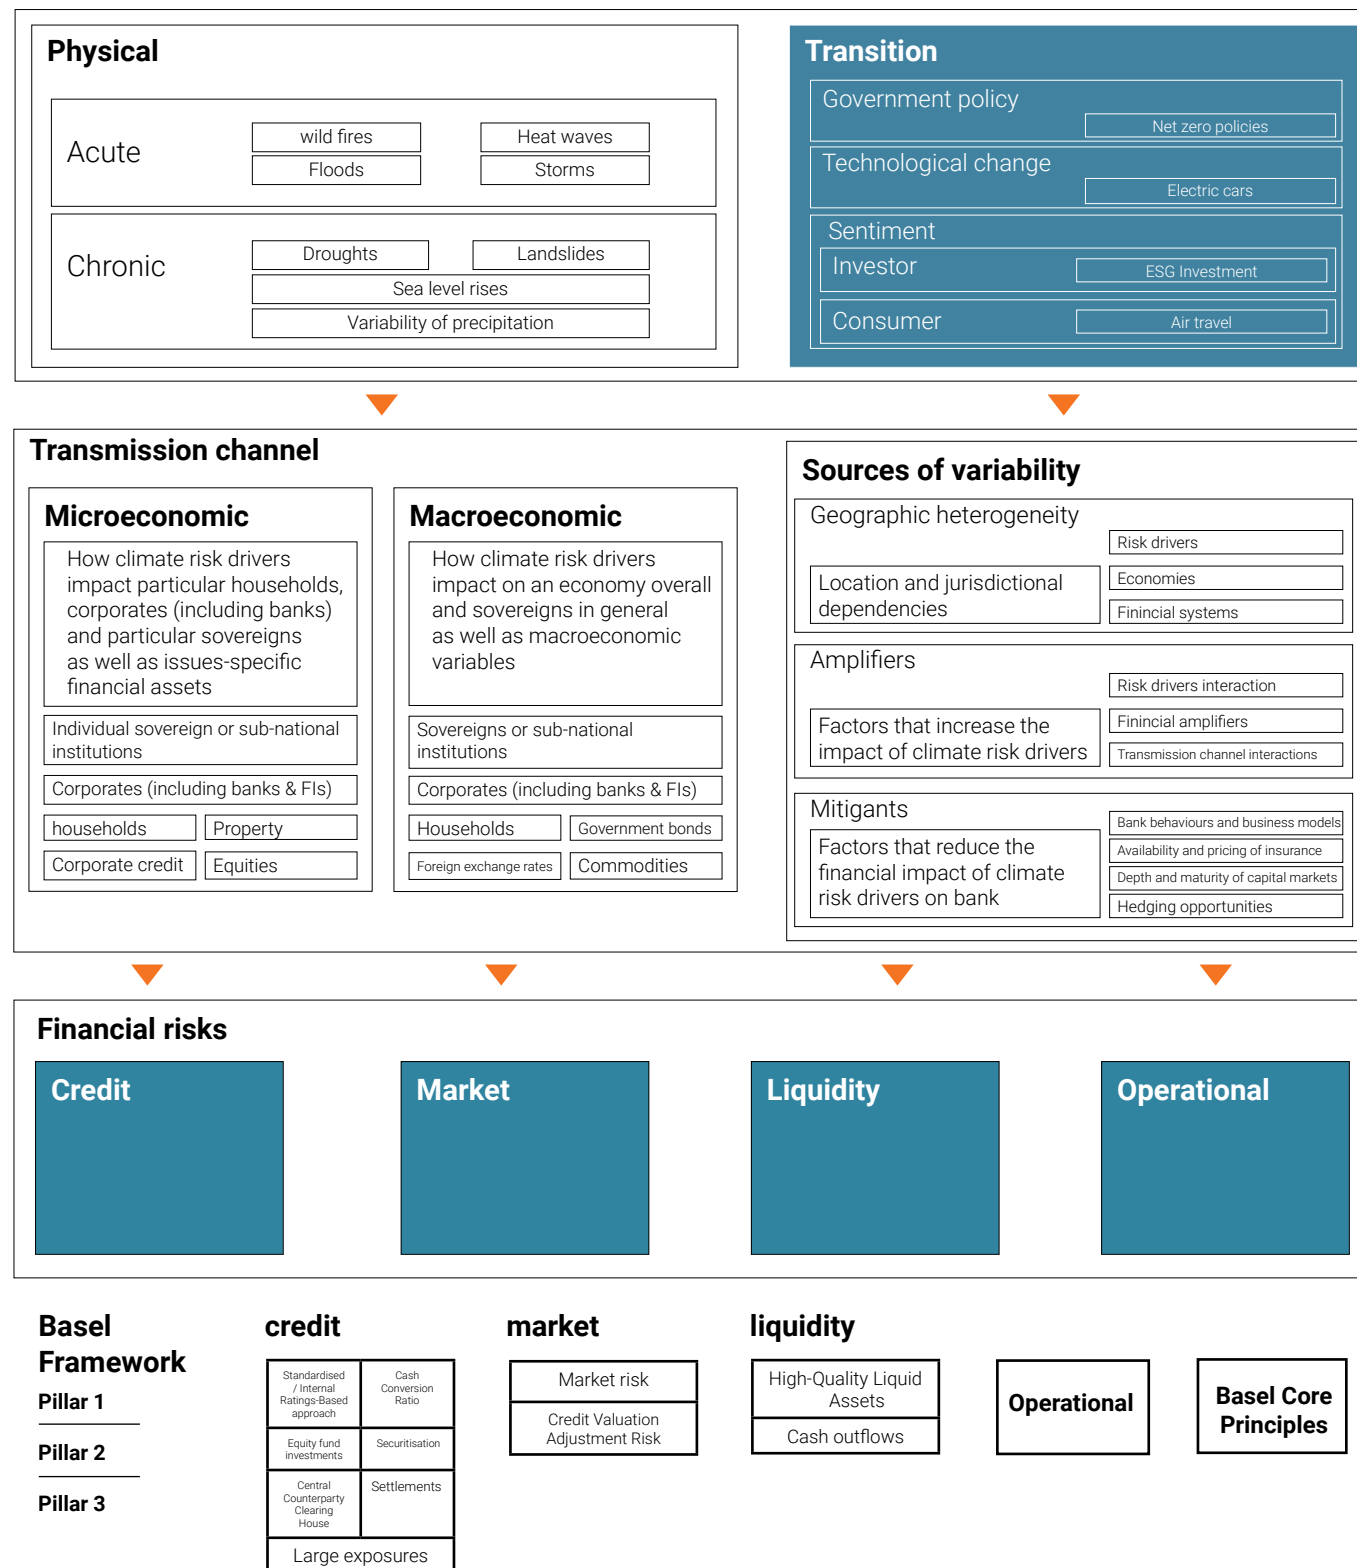 Physical
Acute
wild fires
Heat waves
Floods
Storms
Chronic
Droughts
Landslides
Sea level rises
Variability of precipitation
Transition
Government policy
Net zero policies
Technological change
Electric cars
Sentiment
Investor
ESG Investment
Consumer
Air travel
Transmission channel
Microeconomic
How climate risk drivers
impact particular households,
corporates (including banks)
and particular sovereigns
as well as issues-specific
financial assets
Individual sovereign or sub-national
institutions
Corporates (including banks & FIs)
households
Property
Corporate credit
Equities
Macroeconomic
How climate risk drivers
impact on an economy overall
and sovereigns in general
as well as macroeconomic
variables
Sovereigns or sub-national
institutions
Corporates (including banks & FIs)
Households
Government bonds
Foreign exchange rates
Commodities
Sources of variability
Geographic heterogeneity
Location and jurisdictional
dependencies
Risk drivers
Economies
Finincial systems
Amplifiers
Factors that increase the
impact of climate risk drivers
Risk drivers interaction
Finincial amplifiers
Transmission channel interactions
Mitigants
Factors that reduce the
financial impact of climate
risk drivers on bank
Bank behaviours and business models
Availability and pricing of insurance
Depth and maturity of capital markets
Hedging opportunities
Financial risks
Credit
Market
Liquidity
Operational
Basel
Framework
Pillar 1
Pillar 2
Pillar 3
credit
Standardised
/ Internal
Ratings-Based
approach
Cash
Conversion
Ratio
Equity fund
investments
Securitisation
Central
Counterparty
Clearing
House
Settlements
Large exposures
market
Market risk
Credit Valuation
Adjustment Risk
liquidity
High-Quality Liquid
Assets
Cash outflows
Operational
Basel Core
Principles